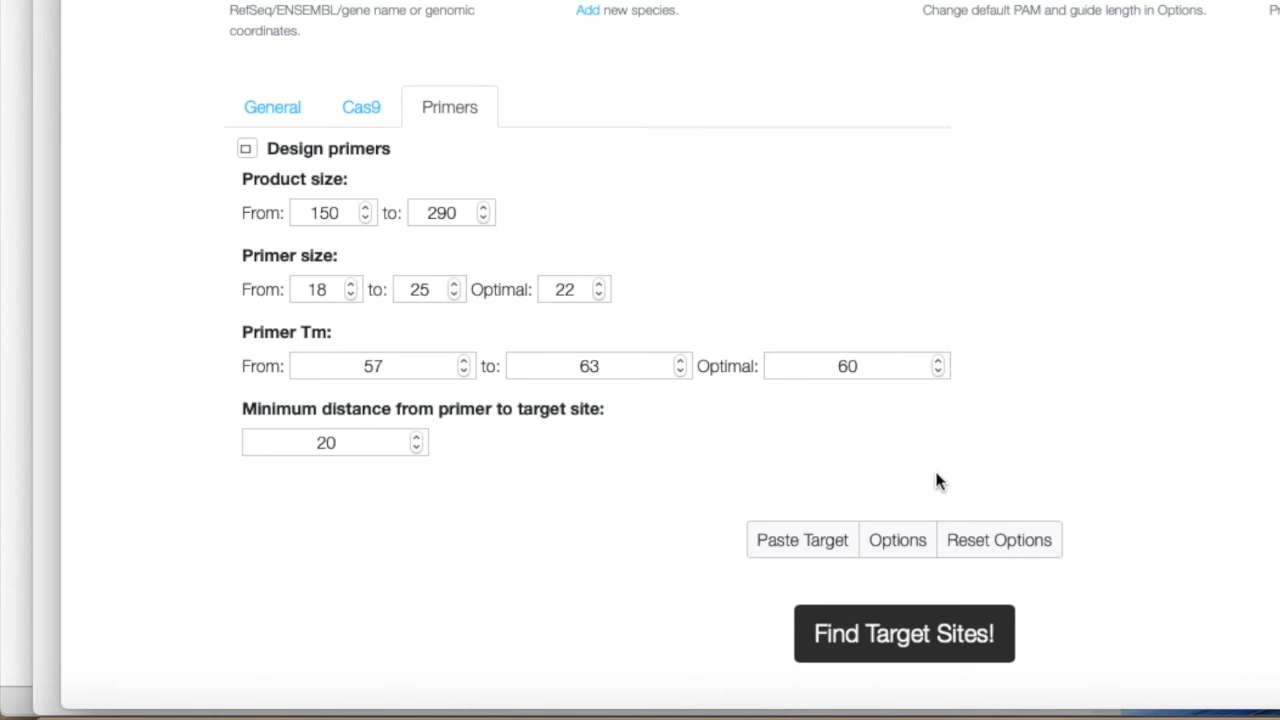 RefSeq/ENSEMBL/gene name or genomic
coordinates.
Add new species.
Change default PAM and guide length in Options.
General Cas9 Primers
Design primers
Product size:
From: 150 to: 290
Primer size:
From: 18 to: 25 Optimal: 22
Primer Tm:
From: 57 to: 63 Optimal: 60
Minimum distance from primer to target site:
20
Paste Target Options Reset Options
Find Target Sites!